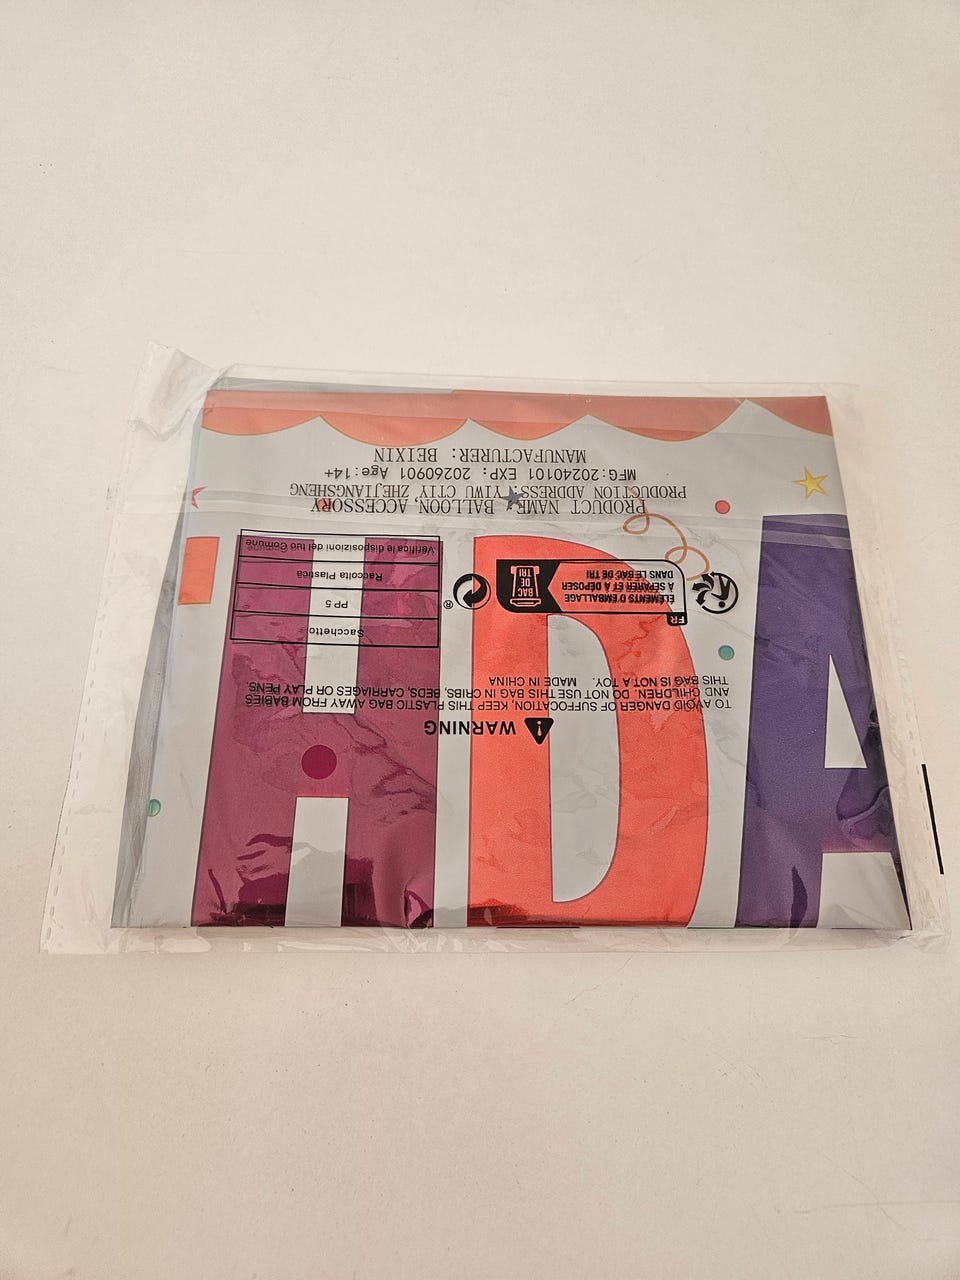 WARNING
TO AVOID DANGER OF SUFFOCATION, KEEP THIS PLASTIC BAG AWAY FROM BABIES
AND CHILDREN. DO NOT USE THIS BAG IN CRIBS, BEDS, CARRIAGES OR PLAY PENS.
THIS BAG IS NOT A TOY. MADE IN CHINA
FR
ÉLÉMENTS D'EMBALLAGE
À SÉPARER ET À DÉPOSER
DANS LE BAC DE TRI
BAC
DE
TRI
®
Sacchetto
PP 5
Raccolta Plastica
Verifica le disposizioni del tuo Comune
PRODUCT NAME: BALLOON, ACCESSORY
PRODUCTION ADDRESS: YIWU CTIY, ZHEJIANGSHENG
MFG:20240101 EXP: 20260901 Age:14+
MANUFACTURER: BEIXIN
HDA